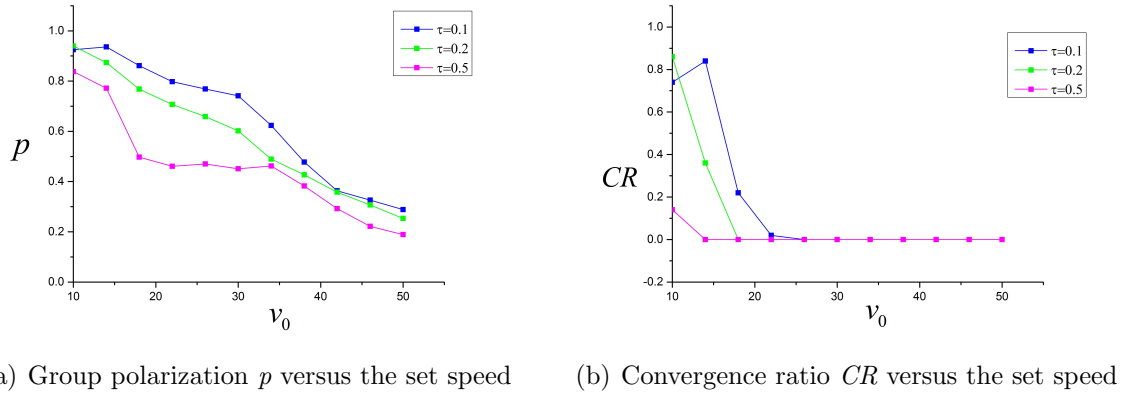 1.0
0.8
0.6
0.4
0.2
0.0
p
10 20 30 40 50
v0
τ=0.1
τ=0.2
τ=0.5
1.0
0.8
0.6
0.4
0.2
0.0
-0.2
CR
10 20 30 40 50
v0
τ=0.1
τ=0.2
τ=0.5
) Group polarization p versus the set speed
(b) Convergence ratio CR versus the set speed